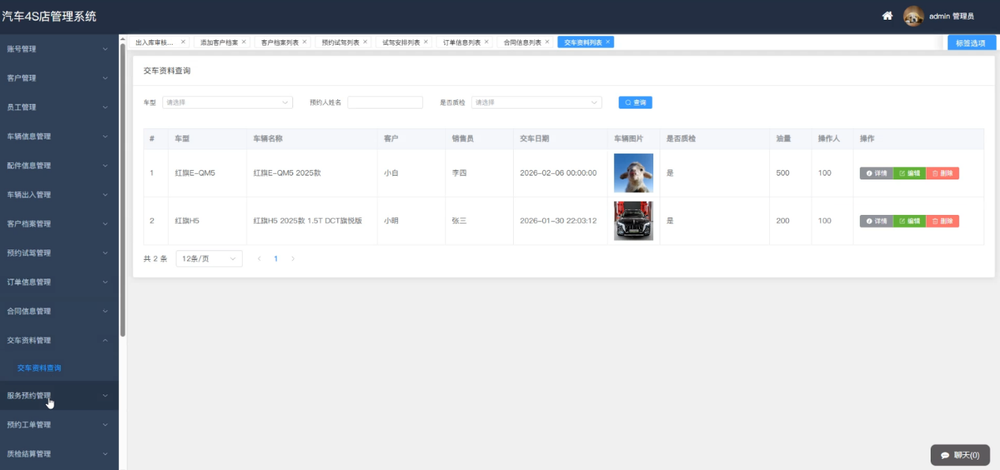 汽车4S店管理系统
admin 管理员
账号管理
客户管理
员工管理
车辆信息管理
配件信息管理
车辆出入管理
客户档案管理
预约试驾管理
订单信息管理
合同信息管理
交车资料管理
交车资料查询
服务预约管理
预约工单管理
质检结算管理
出入库审核... × 添加客户档案 × 客户档案列表 × 预约试驾列表 × 试驾安排列表 × 订单信息列表 × 合同信息列表 × 交车资料列表 × 标签选项
交车资料查询
车型 请选择 预约人姓名 是否质检 请选择 查询
# 车型 车辆名称 客户 销售员 交车日期 车辆图片 是否质检 油量 操作人 操作
1 红旗E-QM5 红旗E-QM5 2025款 小白 李四 2026-02-06 00:00:00 是 500 100 详情 编辑 删除
2 红旗H5 红旗H5 2025款 1.5T DCT旗悦版 小明 张三 2026-01-30 22:03:12 是 200 100 详情 编辑 删除
共 2 条 12条/页 1
聊天(0)